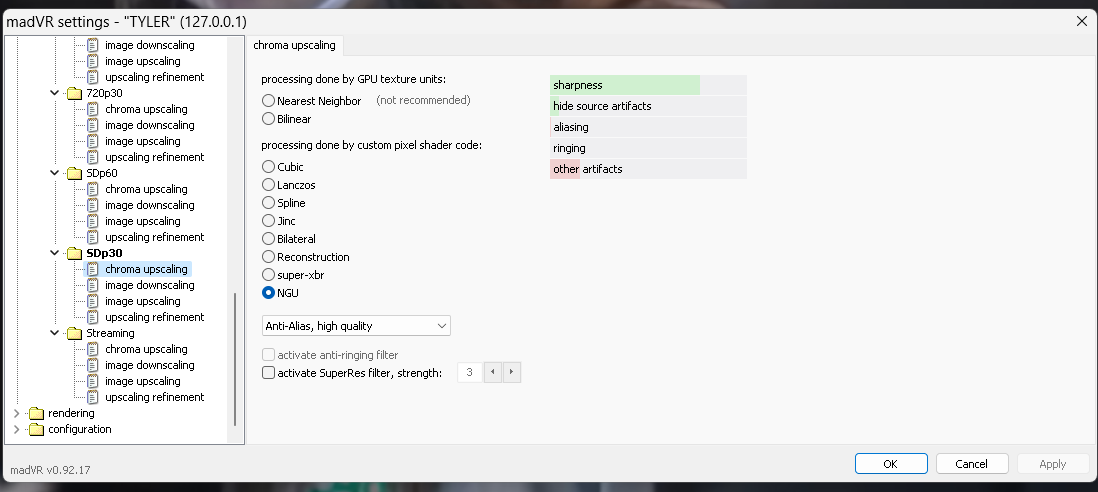 madVR settings - "TYLER" (127.0.0.1)
image downscaling
image upscaling
upscaling refinement
720p30
chroma upscaling
image downscaling
image upscaling
upscaling refinement
SDp60
chroma upscaling
image downscaling
image upscaling
upscaling refinement
SDp30
chroma upscaling
image downscaling
image upscaling
upscaling refinement
Streaming
chroma upscaling
image downscaling
image upscaling
upscaling refinement
rendering
configuration
madVR v0.92.17
chroma upscaling
processing done by GPU texture units:
Nearest Neighbor (not recommended)
Bilinear
processing done by custom pixel shader code:
Cubic
Lanczos
Spline
Jinc
Bilateral
Reconstruction
super-xbr
NGU
Anti-Alias, high quality
activate anti-ringing filter
activate SuperRes filter, strength: 3
sharpness
hide source artifacts
aliasing
ringing
other artifacts
OK
Cancel
Apply